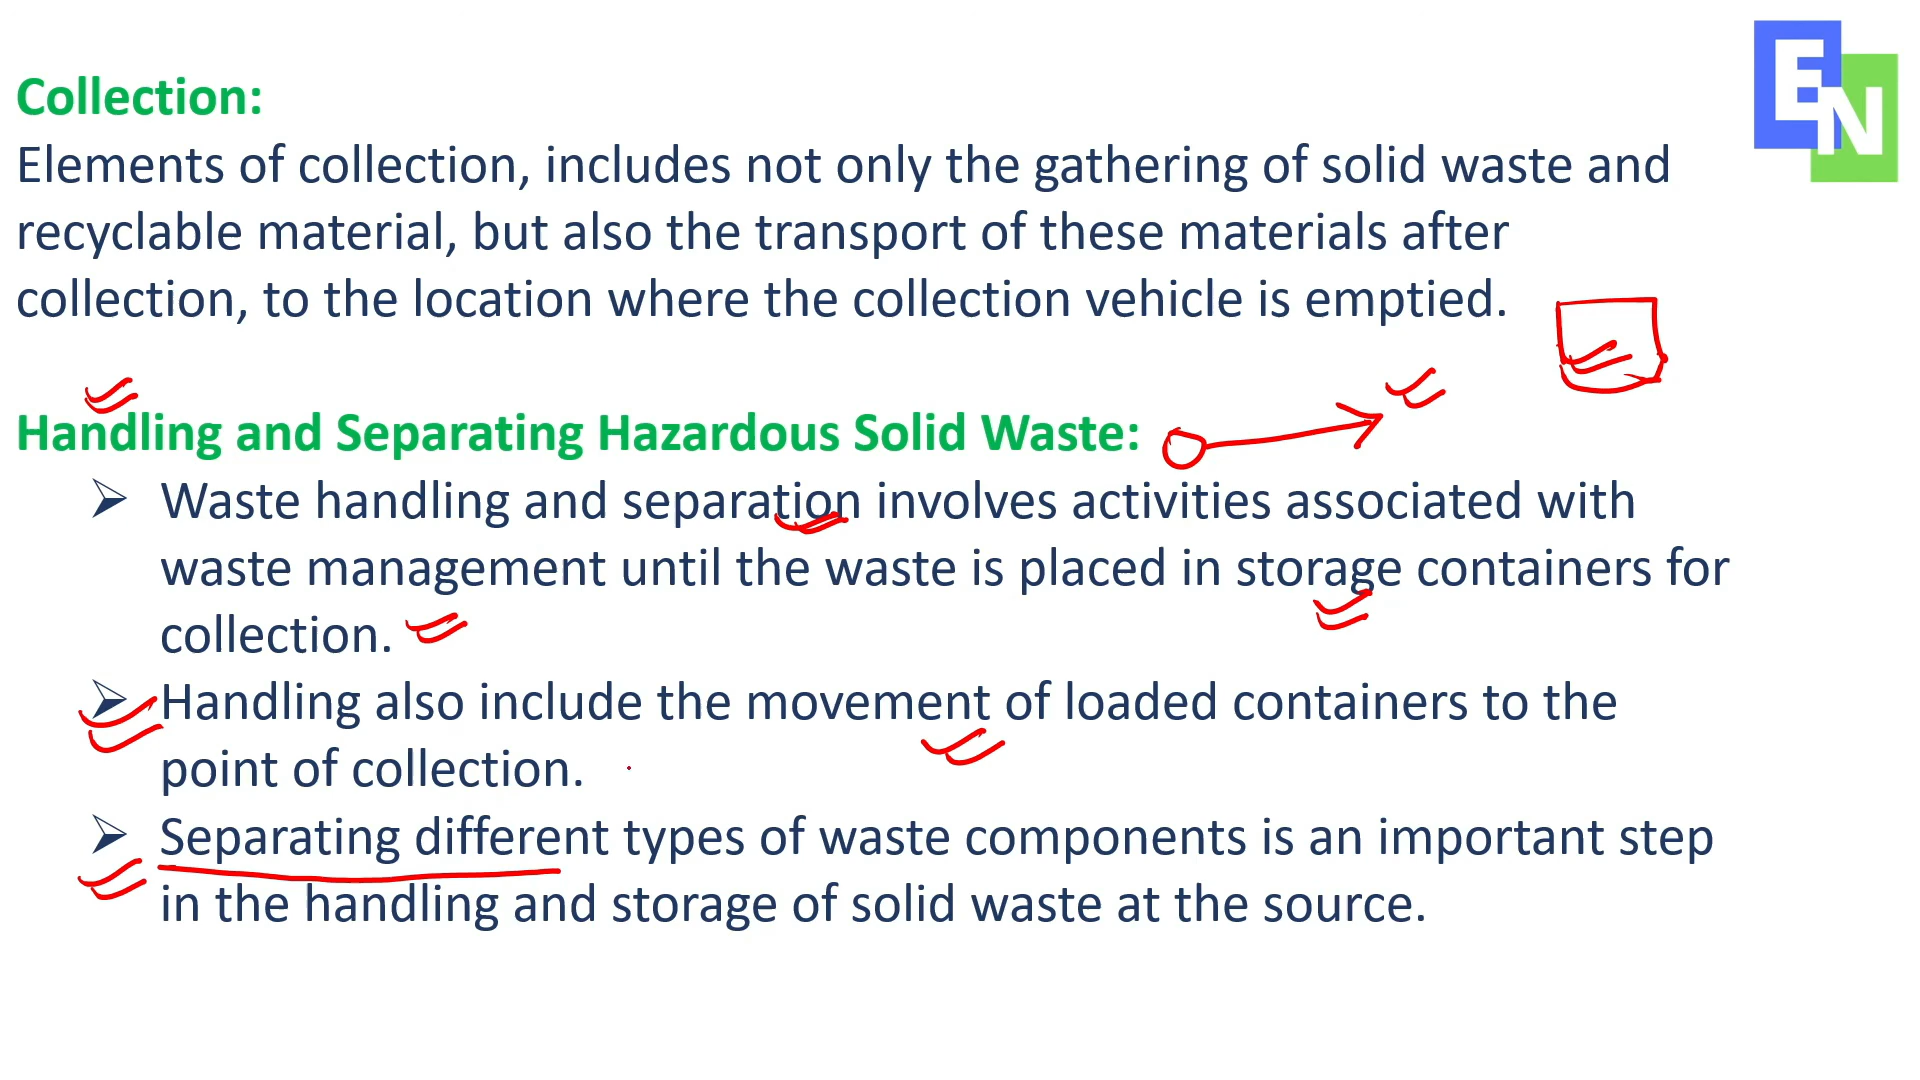 EN
Collection:
Elements of collection, includes not only the gathering of solid waste and
recyclable material, but also the transport of these materials after
collection, to the location where the collection vehicle is emptied.
Handling and Separating Hazardous Solid Waste:
Waste handling and separation involves activities associated with
waste management until the waste is placed in storage containers for
collection.
Handling also include the movement of loaded containers to the
point of collection.
Separating different types of waste components is an important step
in the handling and storage of solid waste at the source.